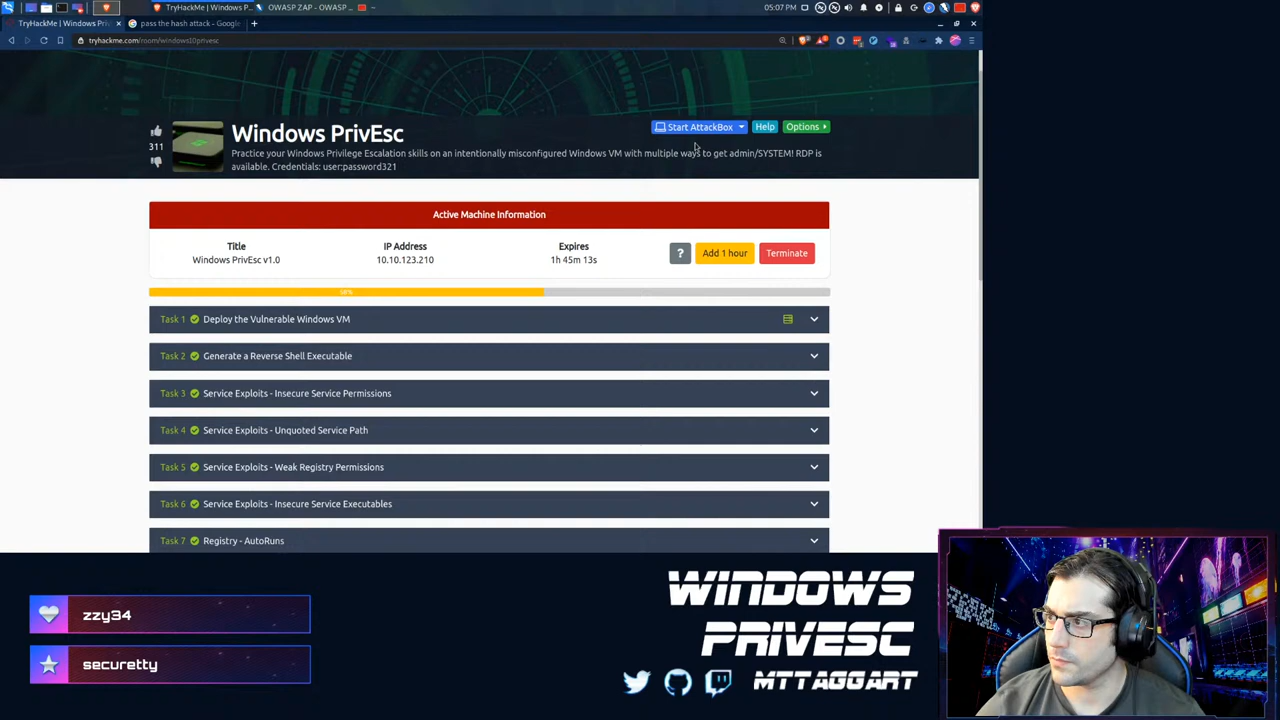 TryHackMe | Windows P...
OWASP ZAP - OWASP ...
05:07 PM
TryHackMe | Windows Priv
pass the hash attack - Google
tryhackme.com/room/windows10privesc
311
Windows PrivEsc
Start AttackBox
Help
Options
Practice your Windows Privilege Escalation skills on an intentionally misconfigured Windows VM with multiple ways to get admin/SYSTEM! RDP is
available. Credentials: user:password321
Active Machine Information
Title
IP Address
Expires
Windows PrivEsc v1.0
10.10.123.210
1h 45m 13s
?
Add 1 hour
Terminate
Task 1 Deploy the Vulnerable Windows VM
Task 2 Generate a Reverse Shell Executable
Task 3 Service Exploits - Insecure Service Permissions
Task 4 Service Exploits - Unquoted Service Path
Task 5 Service Exploits - Weak Registry Permissions
Task 6 Service Exploits - Insecure Service Executables
Task 7 Registry - AutoRuns
zzy34
securetty
WINDOWS
PRIVESC
MTTAGGART